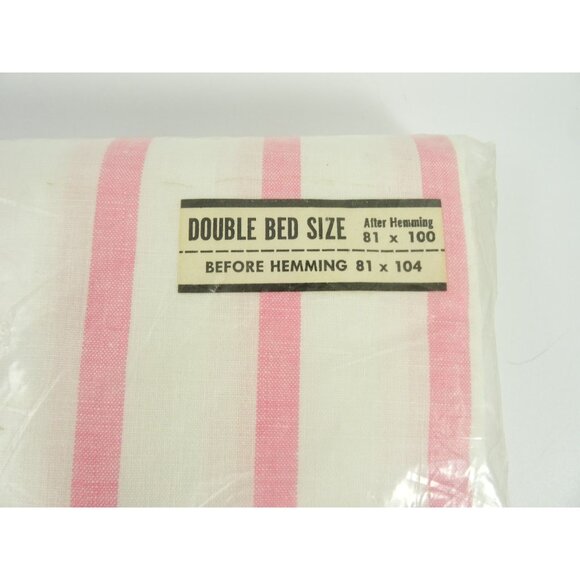 DOUBLE BED SIZE After Hemming 81 x 100
BEFORE HEMMING 81 x 104